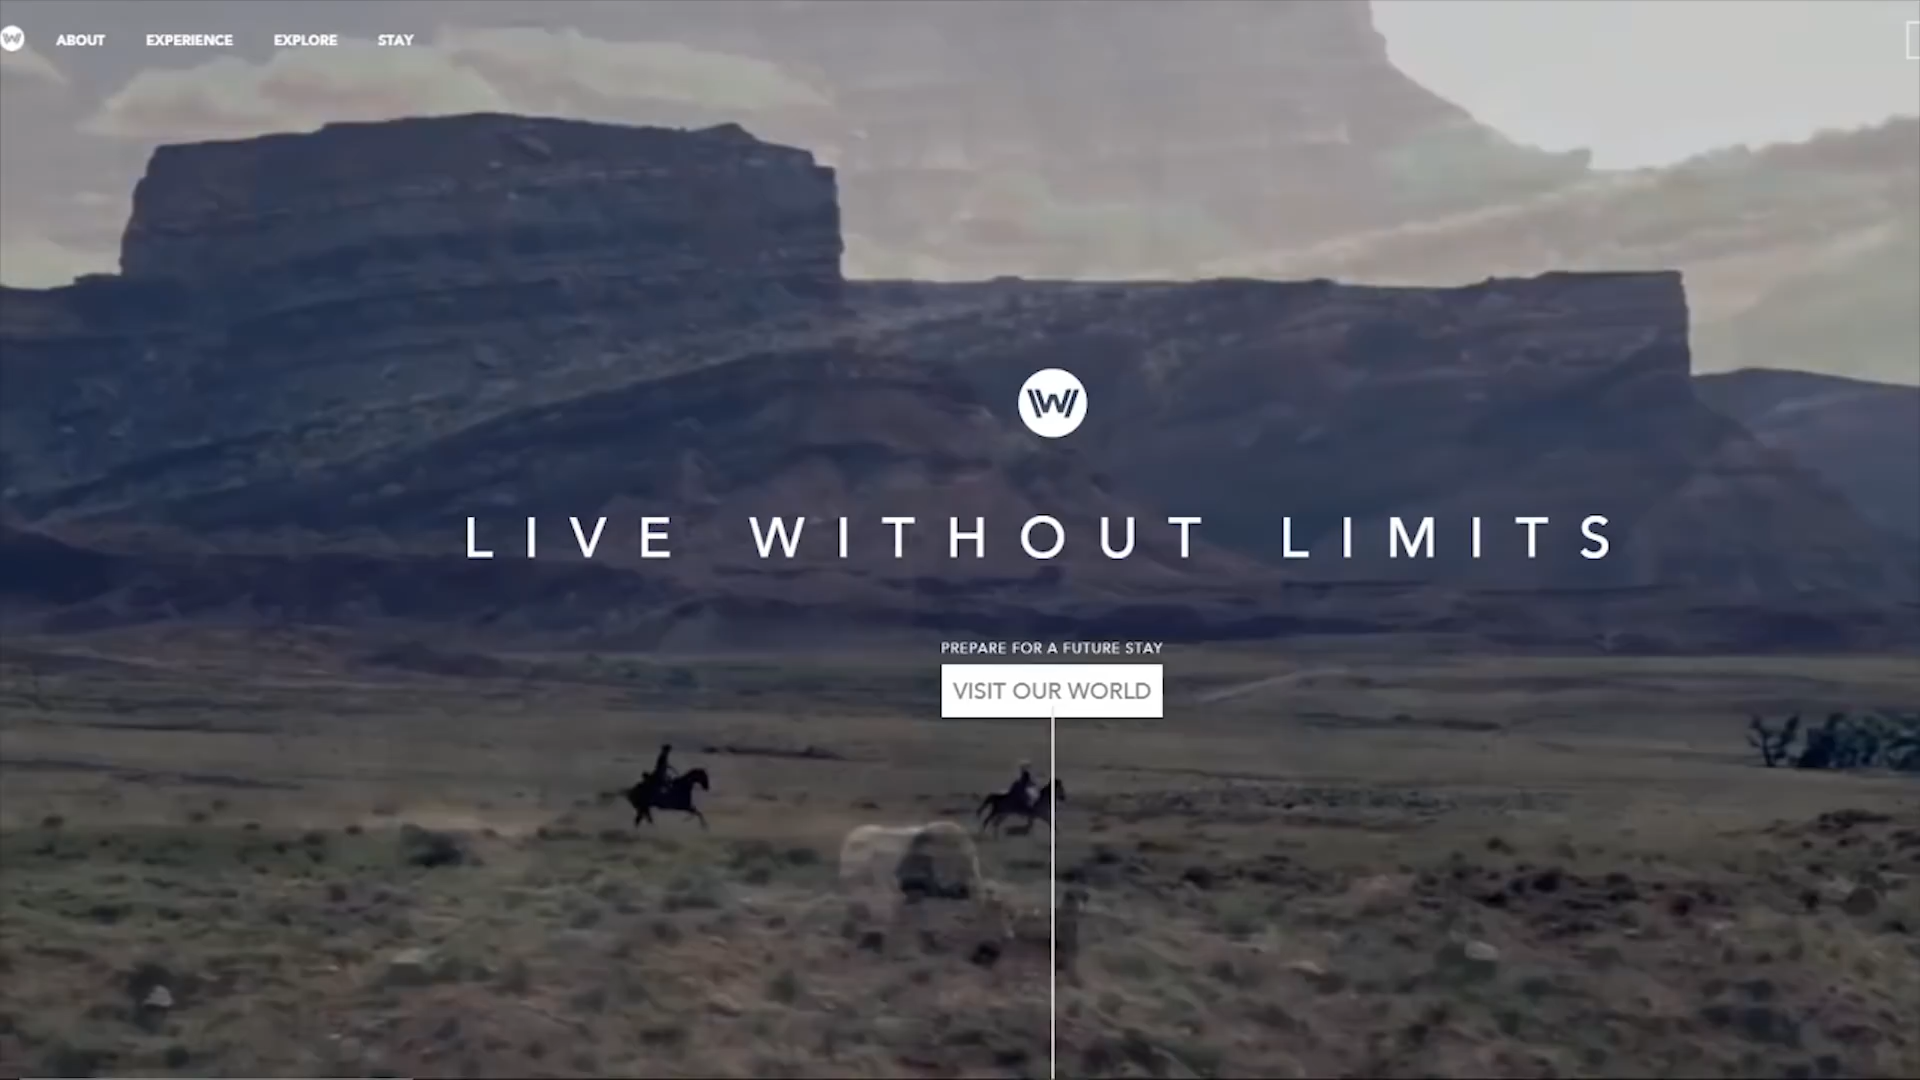 W ABOUT EXPERIENCE EXPLORE STAY
W
LIVE WITHOUT LIMITS
PREPARE FOR A FUTURE STAY
VISIT OUR WORLD